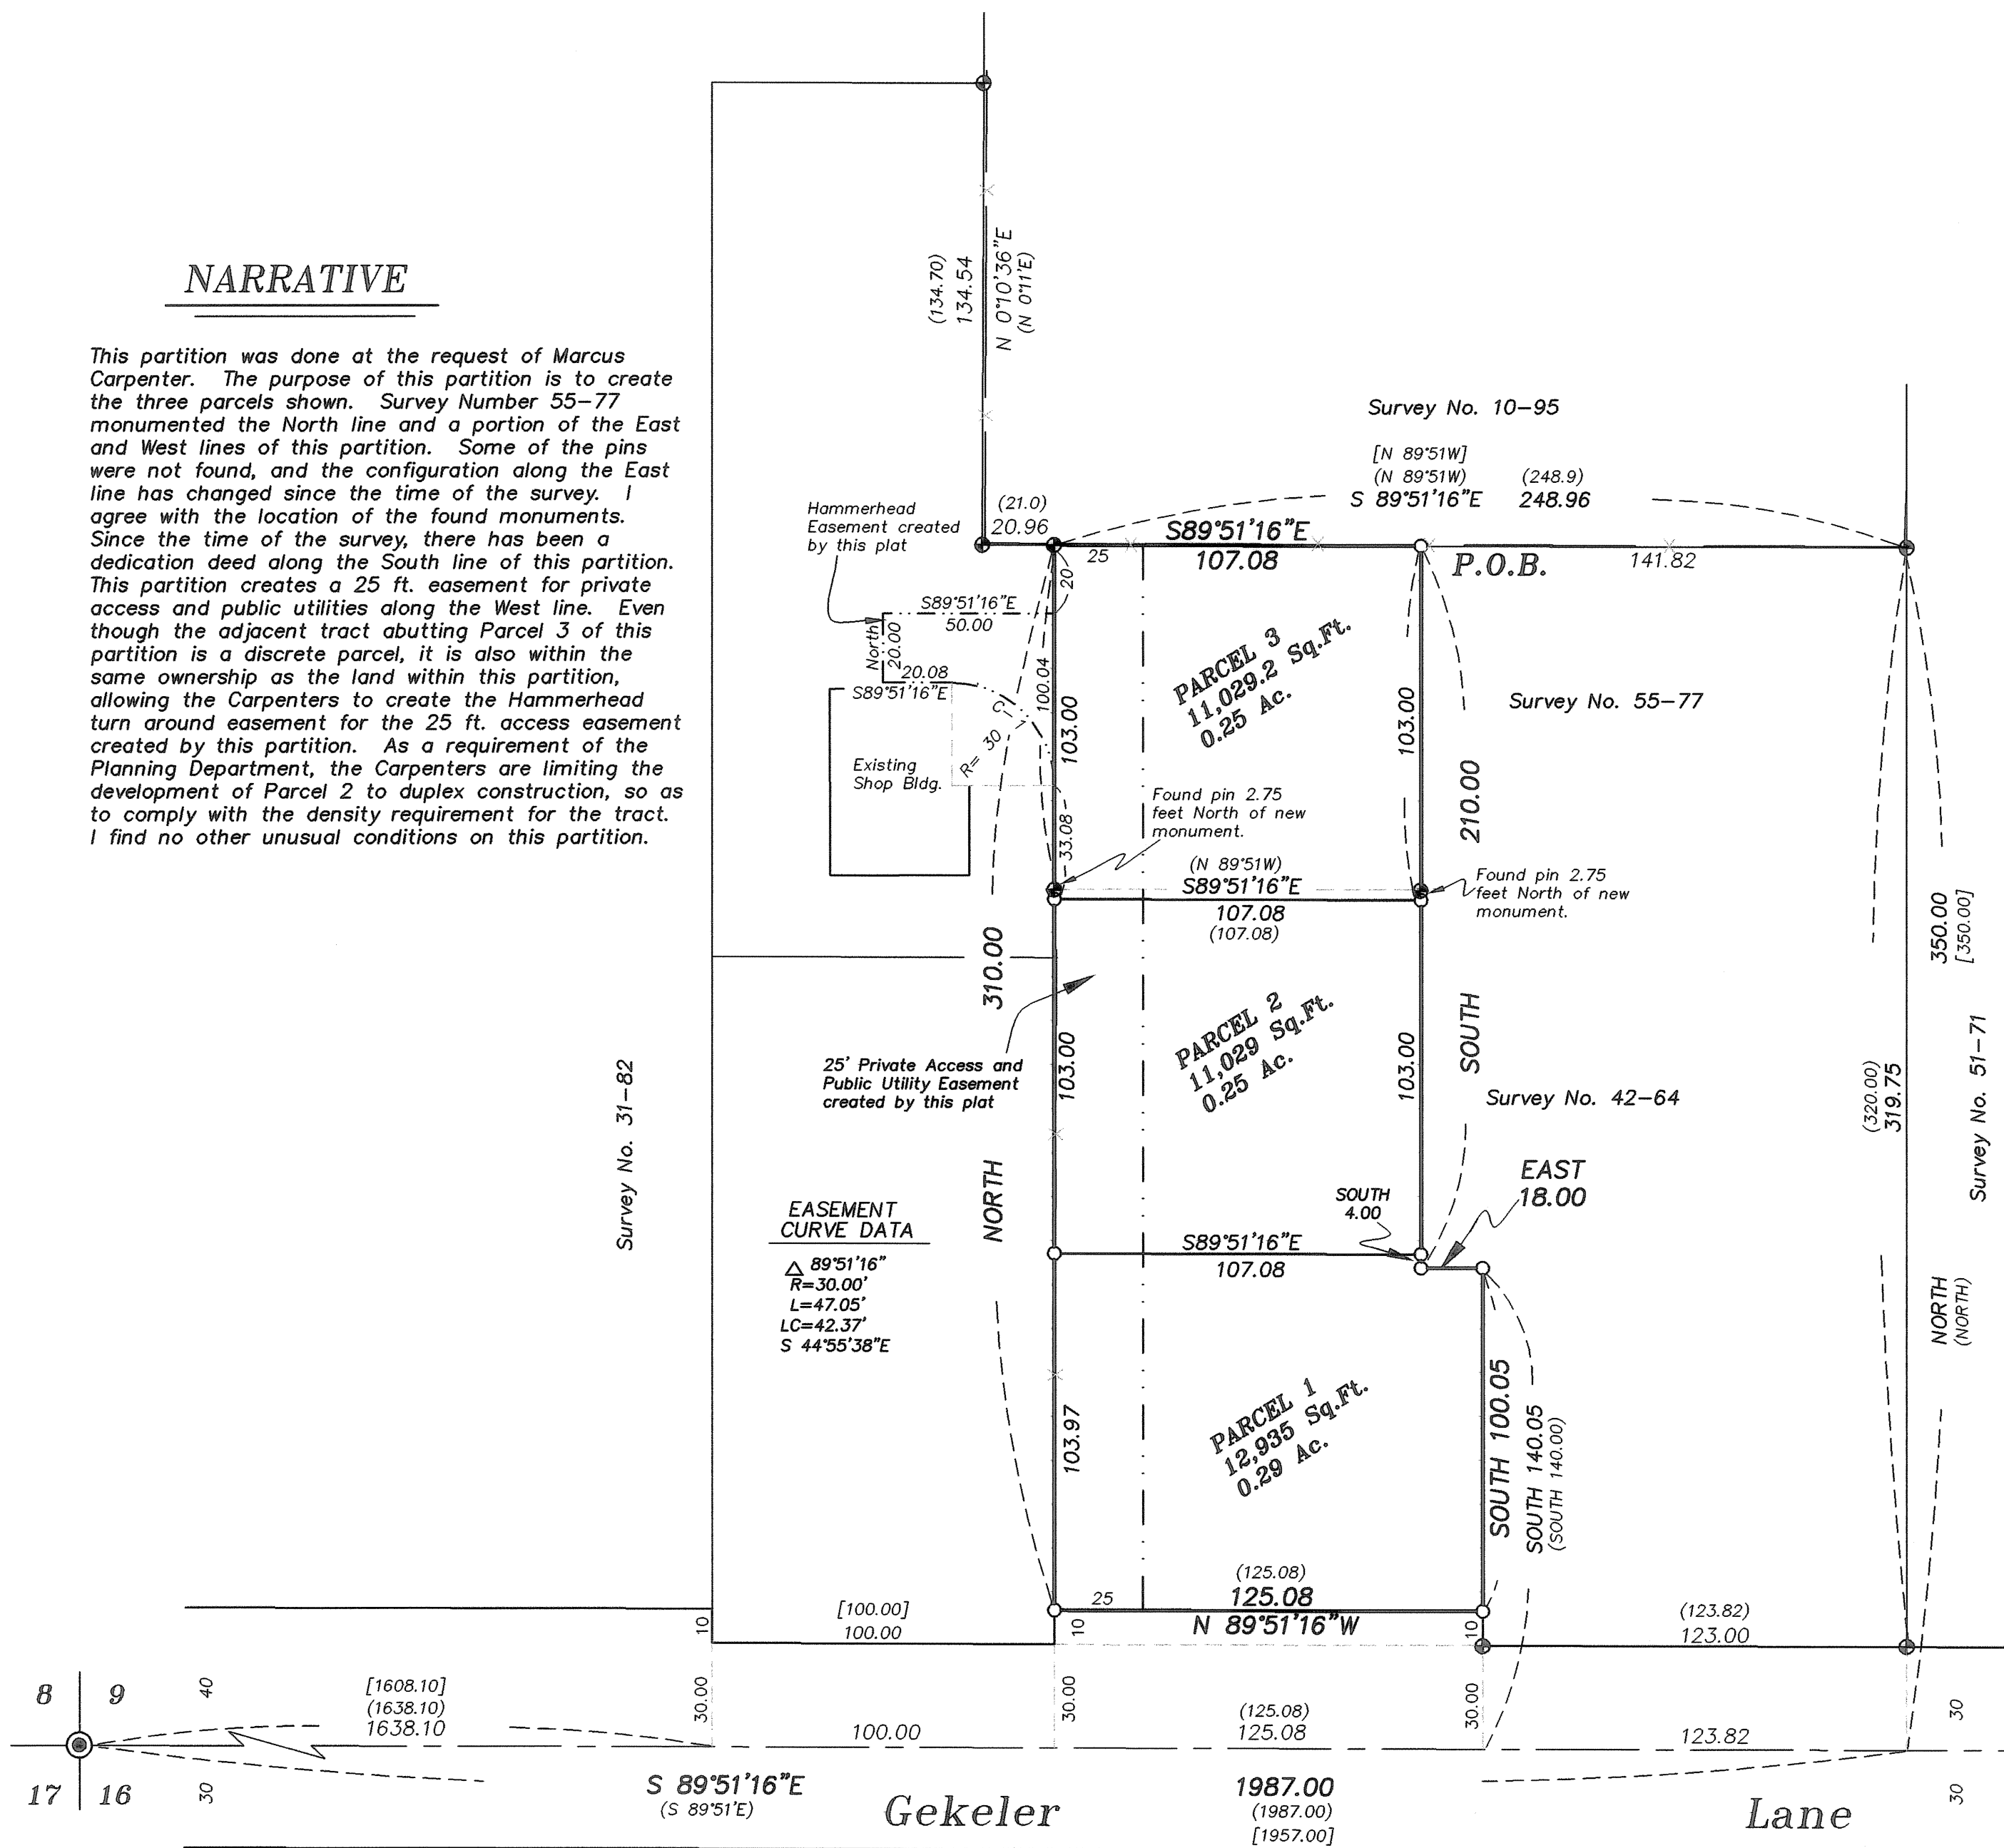 NARRATIVE
This partition was done at the request of Marcus
Carpenter. The purpose of this partition is to create
the three parcels shown. Survey Number 55-77
monumented the North line and a portion of the East
and West lines of this partition. Some of the pins
were not found, and the configuration along the East
line has changed since the time of the survey. I
agree with the location of the found monuments.
Since the time of the survey, there has been a
dedication deed along the South line of this partition.
This partition creates a 25 ft. easement for private
access and public utilities along the West line. Even
though the adjacent tract abutting Parcel 3 of this
partition is a discrete parcel, it is also within the
same ownership as the land within this partition,
allowing the Carpenters to create the Hammerhead
turn around easement for the 25 ft. access easement
created by this partition. As a requirement of the
Planning Department, the Carpenters are limiting the
development of Parcel 2 to duplex construction, so as
to comply with the density requirement for the tract.
I find no other unusual conditions on this partition.
(134.70)
134.54
N 0°10'36"E
(N 0°11'E)
Survey No. 10-95
[N 89°51W]
(N 89°51W) (248.9)
S 89°51'16"E 248.96
Hammerhead
Easement created
by this plat
(21.0)
20.96
S89°51'16"E
107.08
25
20
P.O.B.
141.82
S89°51'16"E
50.00
North
20.00
20.08
S89°51'16"E
C-1
R= 30
100.04
103.00
Existing
Shop Bldg.
33.08
PARCEL 3
11,029.2 Sq.Ft.
0.25 Ac.
103.00
210.00
SOUTH
Survey No. 55-77
Found pin 2.75
feet North of new
monument.
(N 89°51W)
S89°51'16"E
107.08
(107.08)
Found pin 2.75
feet North of new
monument.
350.00
[350.00]
310.00
NORTH
103.00
25' Private Access and
Public Utility Easement
created by this plat
PARCEL 2
11,029 Sq.Ft.
0.25 Ac.
103.00
Survey No. 42-64
(320.00)
319.75
Survey No. 51-71
Survey No. 31-82
EAST
18.00
SOUTH
4.00
S89°51'16"E
107.08
EASEMENT
CURVE DATA
△ 89°51'16"
R=30.00'
L=47.05'
LC=42.37'
S 44°55'38"E
NORTH
(NORTH)
103.97
PARCEL 1
12,935 Sq.Ft.
0.29 Ac.
SOUTH 100.05
SOUTH 140.05
(SOUTH 140.00)
(125.08)
25 125.08
N 89°51'16"W
10
[100.00]
100.00
10
10
(123.82)
123.00
8 9
17 16
40
30
[1608.10]
(1638.10)
1638.10
30.00
100.00
30.00
(125.08)
125.08
30.00
123.82
30
30
S 89°51'16"E
(S 89°51'E)
1987.00
(1987.00)
[1957.00]
Gekeler Lane